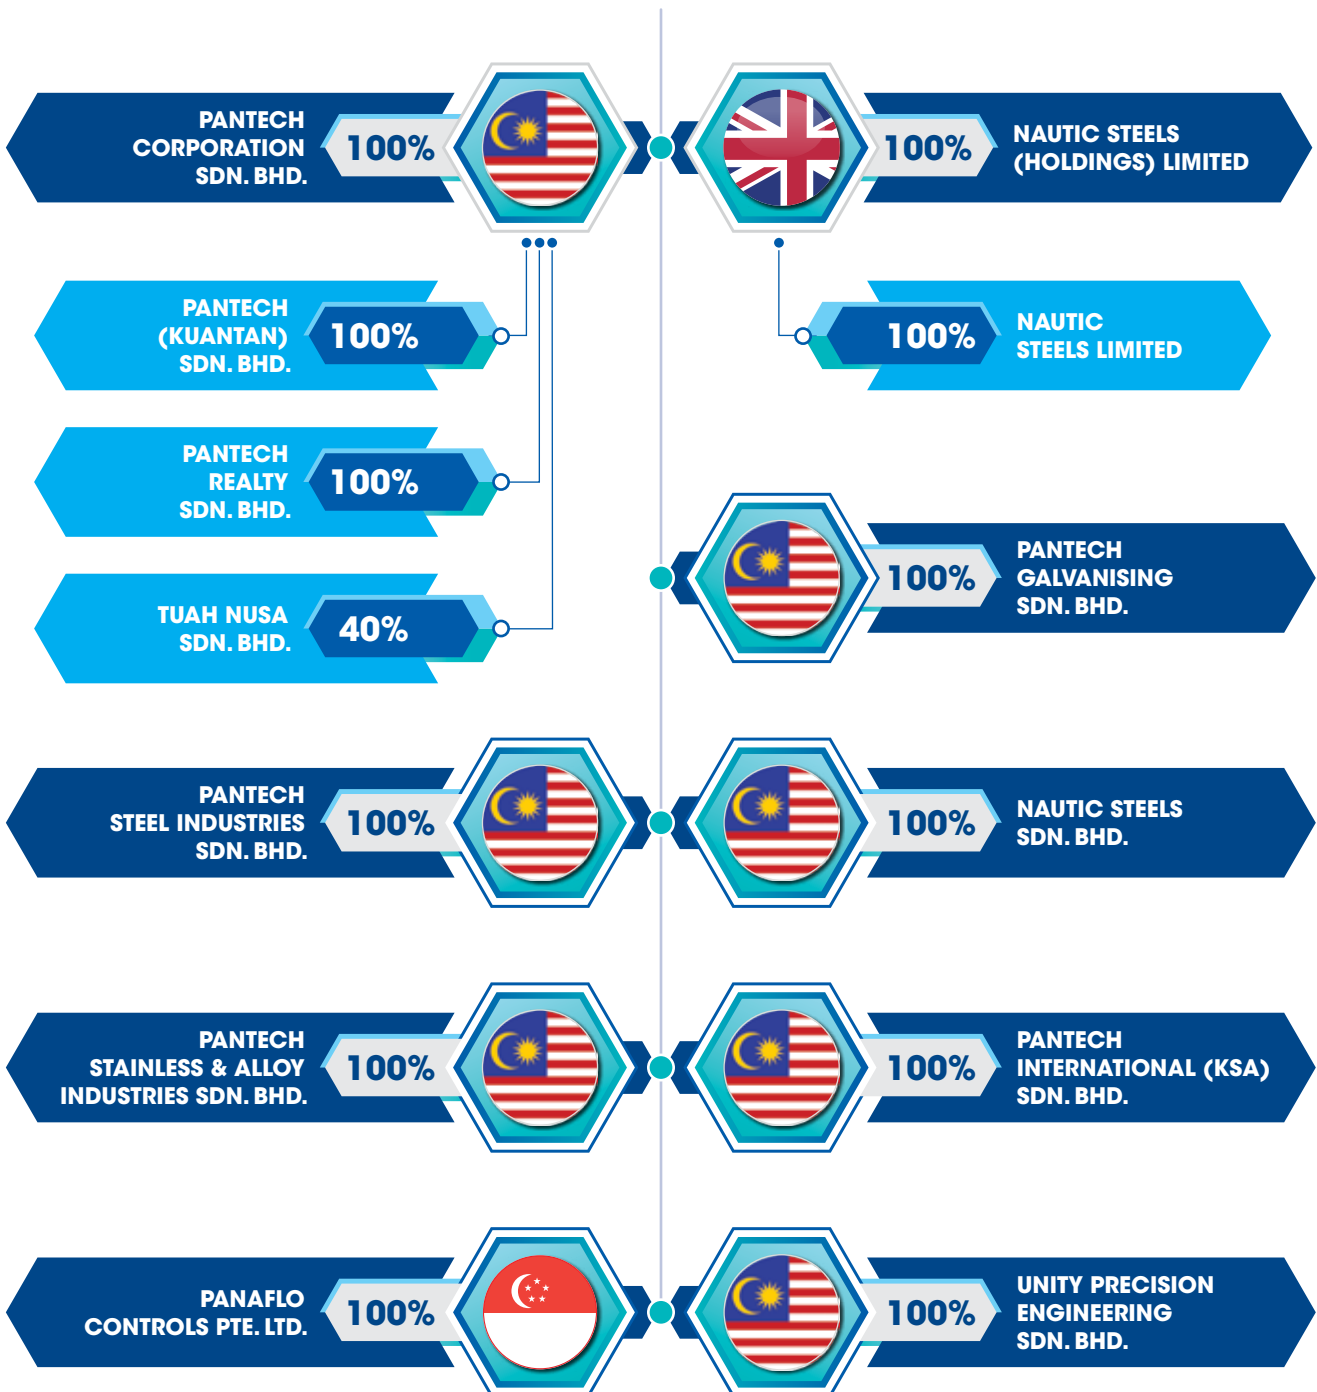 PANTECH
CORPORATION
SDN. BHD.
100%
100%
NAUTIC STEELS
(HOLDINGS) LIMITED
PANTECH
(KUANTAN)
SDN. BHD.
100%
100%
NAUTIC
STEELS LIMITED
PANTECH
REALTY
SDN. BHD.
100%
TUAH NUSA
SDN. BHD.
40%
100%
PANTECH
GALVANISING
SDN. BHD.
PANTECH
STEEL INDUSTRIES
SDN. BHD.
100%
100%
NAUTIC STEELS
SDN. BHD.
PANTECH
STAINLESS & ALLOY
INDUSTRIES SDN. BHD.
100%
100%
PANTECH
INTERNATIONAL (KSA)
SDN. BHD.
PANAFLO
CONTROLS PTE. LTD.
100%
100%
UNITY PRECISION
ENGINEERING
SDN. BHD.